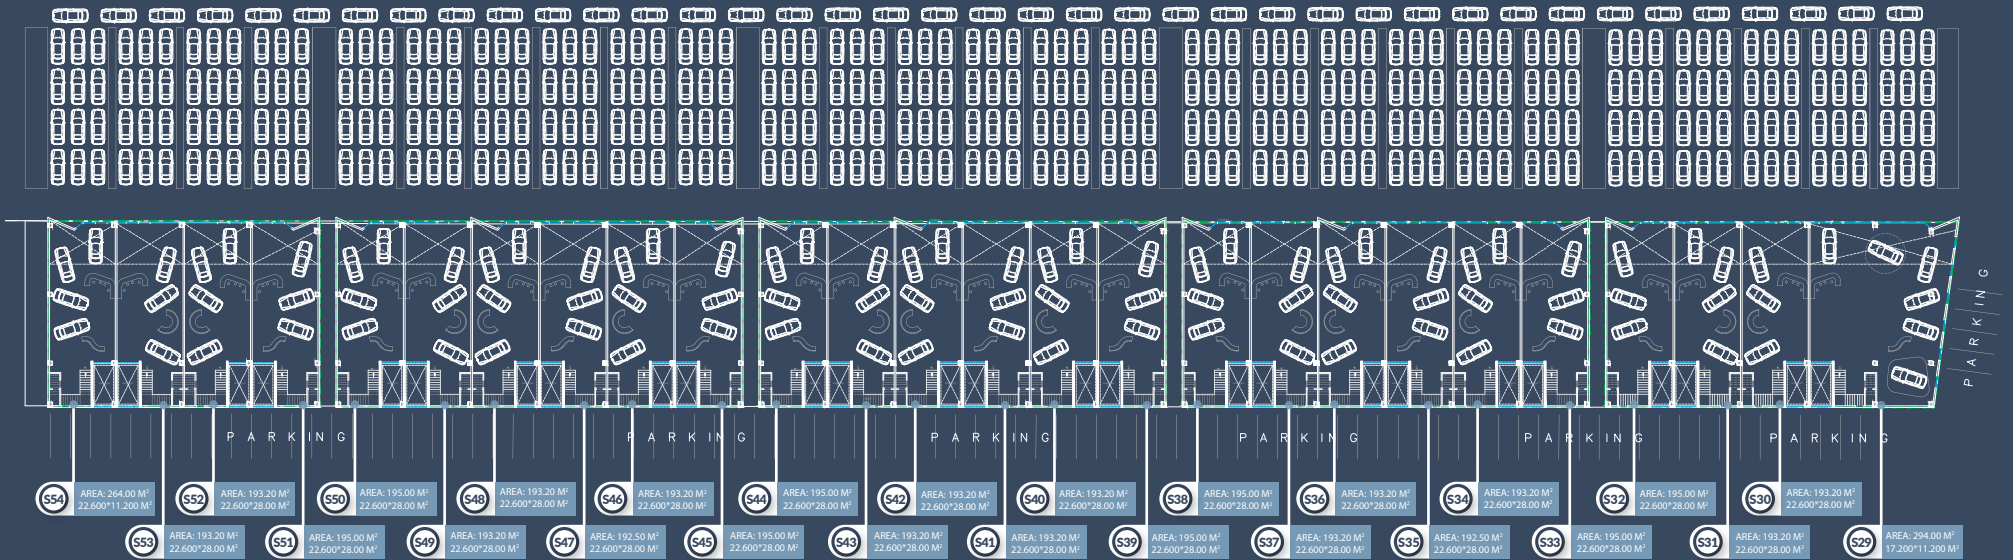 P A R K I N G
P A R K I N G
P A R K I N G
P A R K I N G
P A R K I N G
P A R K I N G
P A R K I N G
S54 AREA: 264.00 M²
22.600*11.200 M²
S52 AREA: 193.20 M²
22.600*28.00 M²
S50 AREA: 195.00 M²
22.600*28.00 M²
S48 AREA: 193.20 M²
22.600*28.00 M²
S46 AREA: 193.20 M²
22.600*28.00 M²
S44 AREA: 195.00 M²
22.600*28.00 M²
S42 AREA: 193.20 M²
22.600*28.00 M²
S40 AREA: 193.20 M²
22.600*28.00 M²
S38 AREA: 195.00 M²
22.600*28.00 M²
S36 AREA: 193.20 M²
22.600*28.00 M²
S34 AREA: 193.20 M²
22.600*28.00 M²
S32 AREA: 195.00 M²
22.600*28.00 M²
S30 AREA: 193.20 M²
22.600*28.00 M²
S53 AREA: 193.20 M²
22.600*28.00 M²
S51 AREA: 195.00 M²
22.600*28.00 M²
S49 AREA: 193.20 M²
22.600*28.00 M²
S47 AREA: 192.50 M²
22.600*28.00 M²
S45 AREA: 195.00 M²
22.600*28.00 M²
S43 AREA: 193.20 M²
22.600*28.00 M²
S41 AREA: 193.20 M²
22.600*28.00 M²
S39 AREA: 195.00 M²
22.600*28.00 M²
S37 AREA: 195.00 M²
22.600*28.00 M²
S35 AREA: 192.50 M²
22.600*28.00 M²
S33 AREA: 195.00 M²
22.600*28.00 M²
S31 AREA: 193.20 M²
22.600*28.00 M²
S29 AREA: 294.00 M²
17.200*11.200 M²